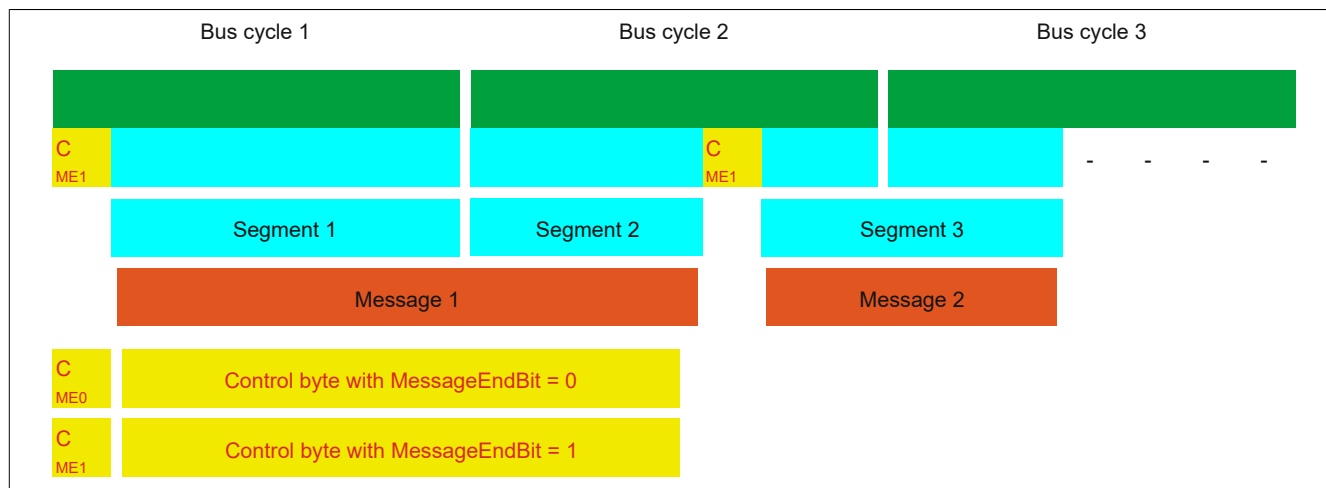 Bus cycle 1 Bus cycle 2 Bus cycle 3
C C
ME1 ME1 - - - -
Segment 1 Segment 2 Segment 3
Message 1 Message 2
C
ME0 Control byte with MessageEndBit = 0
C
ME1 Control byte with MessageEndBit = 1